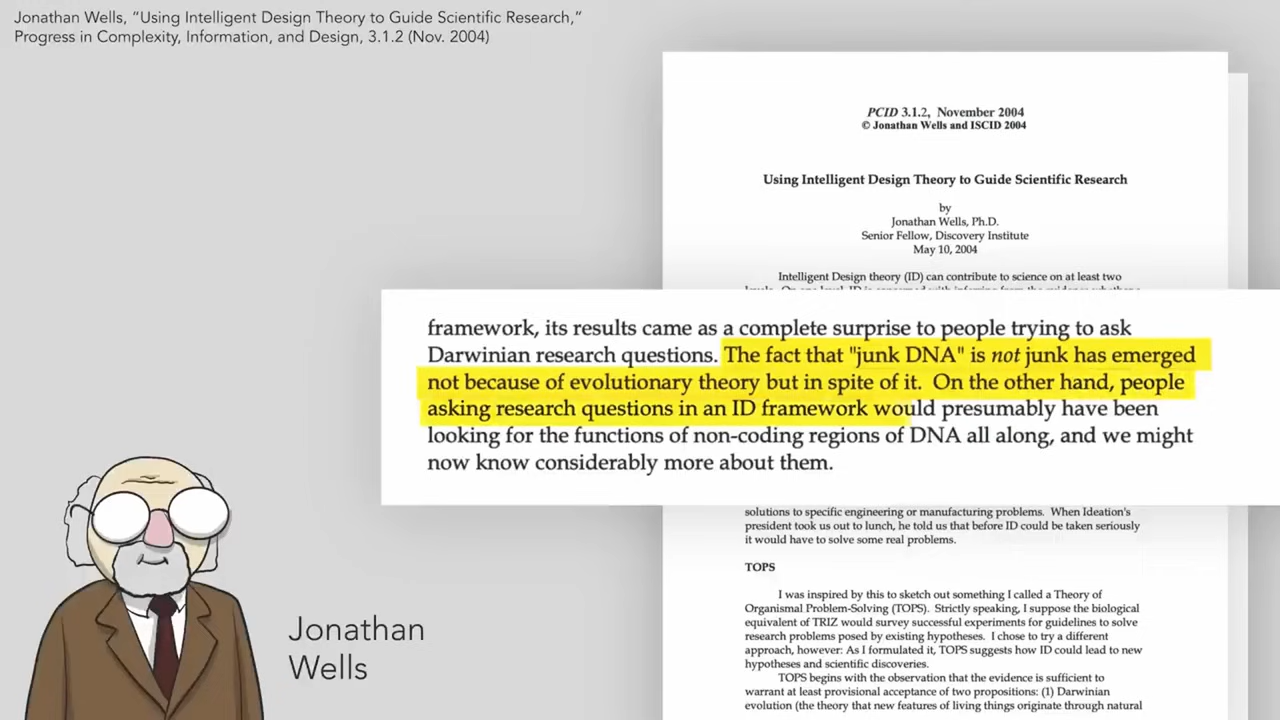 Jonathan Wells, “Using Intelligent Design Theory to Guide Scientific Research,”
Progress in Complexity, Information, and Design, 3.1.2 (Nov. 2004)
PCID 3.1.2, November 2004
© Jonathan Wells and ISCID 2004
Using Intelligent Design Theory to Guide Scientific Research
by
Jonathan Wells, Ph.D.
Senior Fellow, Discovery Institute
May 10, 2004
Intelligent Design theory (ID) can contribute to science on at least two
framework, its results came as a complete surprise to people trying to ask
Darwinian research questions. The fact that "junk DNA" is not junk has emerged
not because of evolutionary theory but in spite of it. On the other hand, people
asking research questions in an ID framework would presumably have been
looking for the functions of non-coding regions of DNA all along, and we might
now know considerably more about them.
solutions to specific engineering or manufacturing problems. When Ideation's
president took us out to lunch, he told us that before ID could be taken seriously
it would have to solve some real problems.
TOPS
I was inspired by this to sketch out something I called a Theory of
Organismal Problem-Solving (TOPS). Strictly speaking, I suppose the biological
equivalent of TRIZ would survey successful experiments for guidelines to solve
research problems posed by existing hypotheses. I chose to try a different
approach, however: As I formulated it, TOPS suggests how ID could lead to new
hypotheses and scientific discoveries.
TOPS begins with the observation that the evidence is sufficient to
warrant at least provisional acceptance of two propositions: (1) Darwinian
evolution (the theory that new features of living things originate through natural
Jonathan
Wells